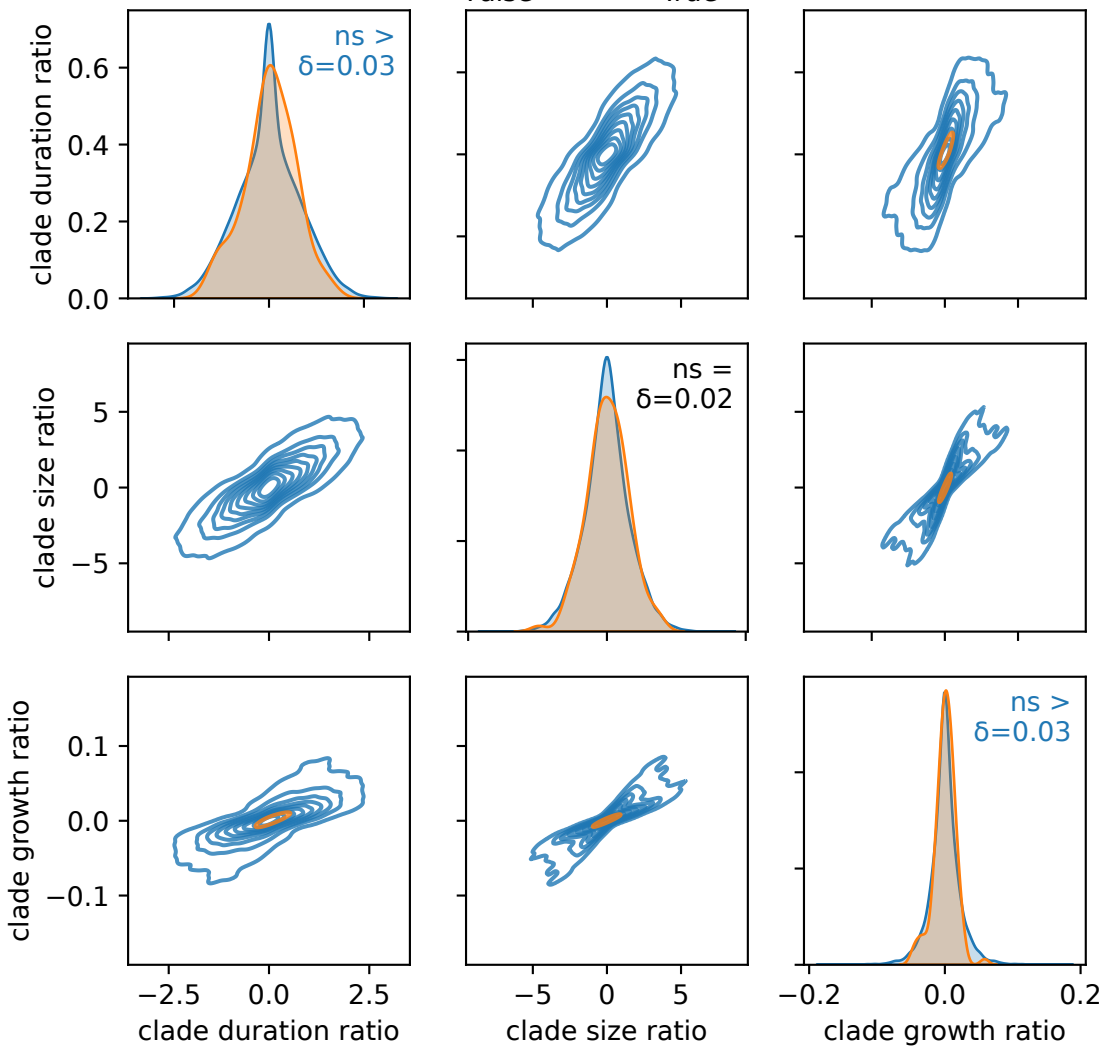 clade duration ratio
0.6
0.4
0.2
0.0
ns >
δ=0.03
clade size ratio
5
0
−5
ns =
δ=0.02
clade growth ratio
0.1
0.0
−0.1
ns >
δ=0.03
−2.5 0.0 2.5
clade duration ratio
−5 0 5
clade size ratio
−0.2 0.0 0.2
clade growth ratio